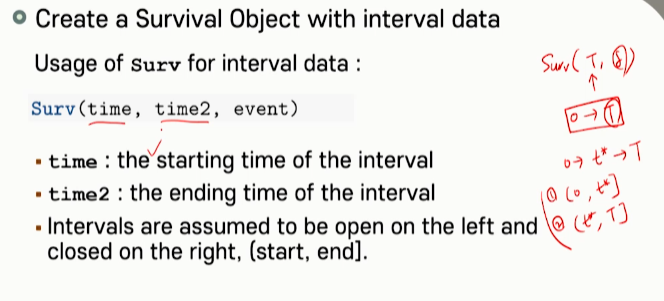 Create a Survival Object with interval data
Usage of surv for interval data :
Surv(time, time2, event)
▪ time : the starting time of the interval
▪ time2 : the ending time of the interval
▪ Intervals are assumed to be open on the left and
closed on the right, (start, end].
Surv( T, δ)
↑
0 → T
0 → t* → T
① (0, t*]
② (t*, T]